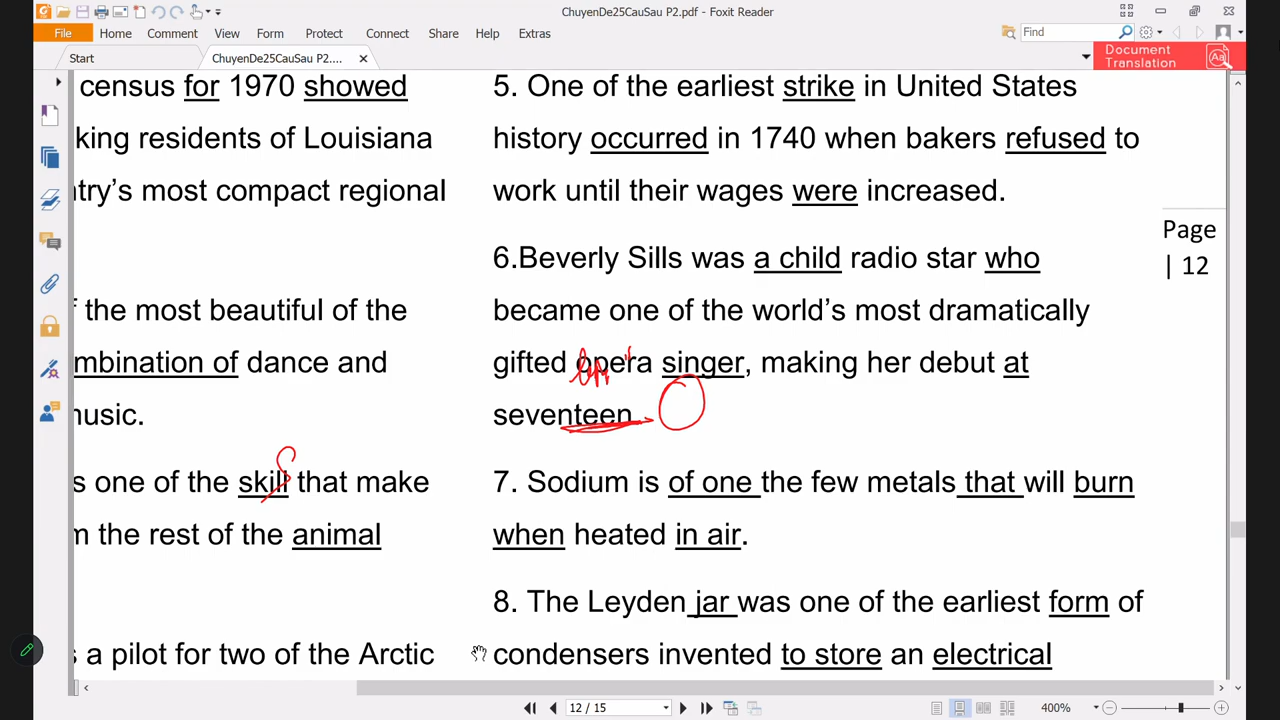 ChuyenDe25CauSau P2.pdf - Foxit Reader
File Home Comment View Form Protect Connect Share Help Extras Find
Start ChuyenDe25CauSau P2....
Document Translation
census for 1970 showed
king residents of Louisiana
ntry's most compact regional
f the most beautiful of the
mbination of dance and
nusic.
s one of the skill that make
m the rest of the animal
s a pilot for two of the Arctic
5. One of the earliest strike in United States
history occurred in 1740 when bakers refused to
work until their wages were increased.
6.Beverly Sills was a child radio star who
became one of the world's most dramatically
gifted opera singer, making her debut at
seventeen
7. Sodium is of one the few metals that will burn
when heated in air.
8. The Leyden jar was one of the earliest form of
condensers invented to store an electrical
Page
| 12
12 / 15
400%